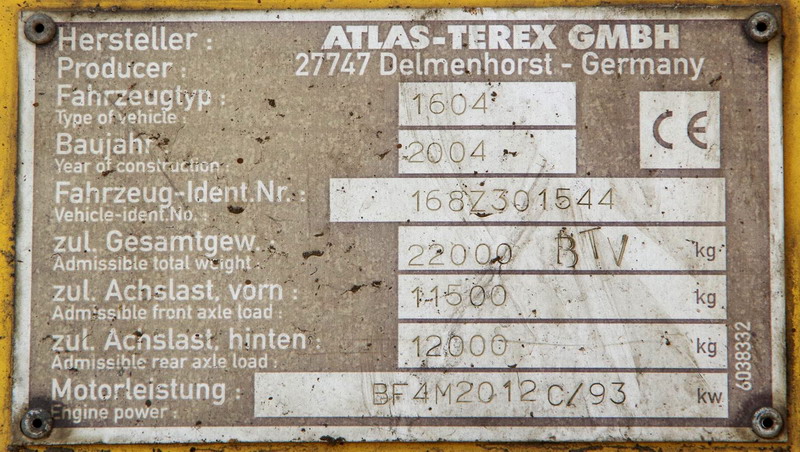 Hersteller : ATLAS-TEREX GMBH
Producer : 27747 Delmenhorst - Germany
Fahrzeugtyp : 1604
Type of vehicle :
Baujahr 2004
Year of construction :
Fahrzeug-Ident.Nr. : 168Z301544
Vehicle-ident.No. :
zul. Gesamtgew. : 22000 BTV kg
Admissible total weight :
zul. Achslast, vorn : 11500 kg
Admissible front axle load :
zul. Achslast, hinten : 12000 kg
Admissible rear axle load :
Motorleistung : BF4M2012C/93 kw
Engine power :
CE
6038332